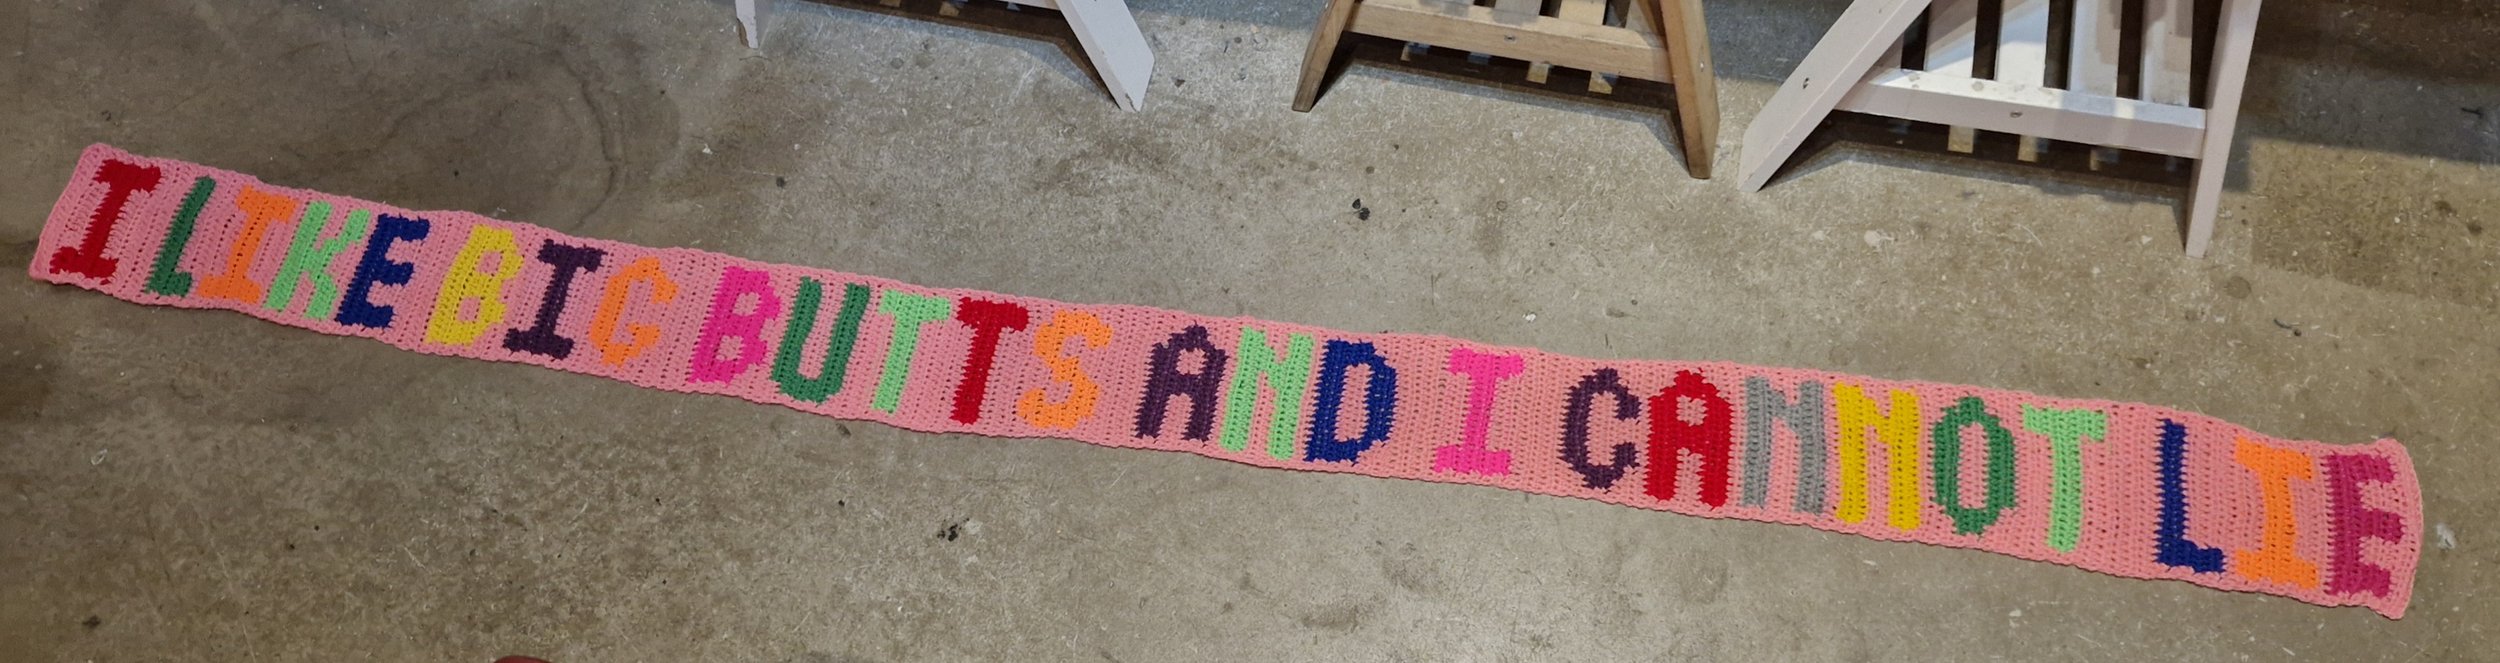 I LIKE BIG BUTTS AND I CANNOT LIE